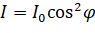 I = I₀cos²φ